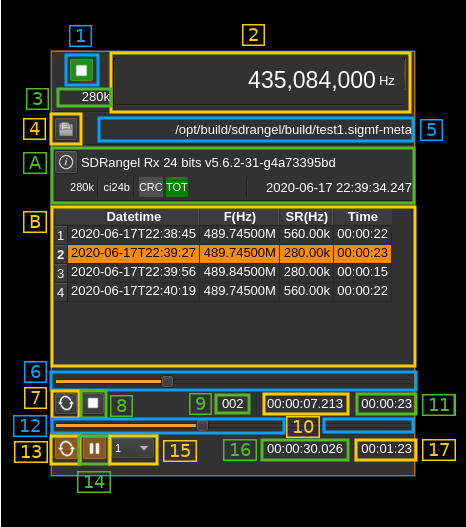 1
2
435,084,000 Hz
3 280k
4 /opt/build/sdrangel/build/test1.sigmf-meta 5
A SDRangel Rx 24 bits v5.6.2-31-g4a73395bd
280k ci24b CRC TOT 2020-06-17 22:39:34.247
B Datetime F(Hz) SR(Hz) Time
1 2020-06-17T22:38:45 489.74500M 560.00k 00:00:22
2 2020-06-17T22:39:27 489.74500M 280.00k 00:00:23
3 2020-06-17T22:39:56 489.84500M 280.00k 00:00:15
4 2020-06-17T22:40:19 489.74500M 560.00k 00:00:22
6
7 8 9 002 00:00:07.213 00:00:23 11
12 10
13 1 15 16 00:00:30.026 00:01:23 17
14